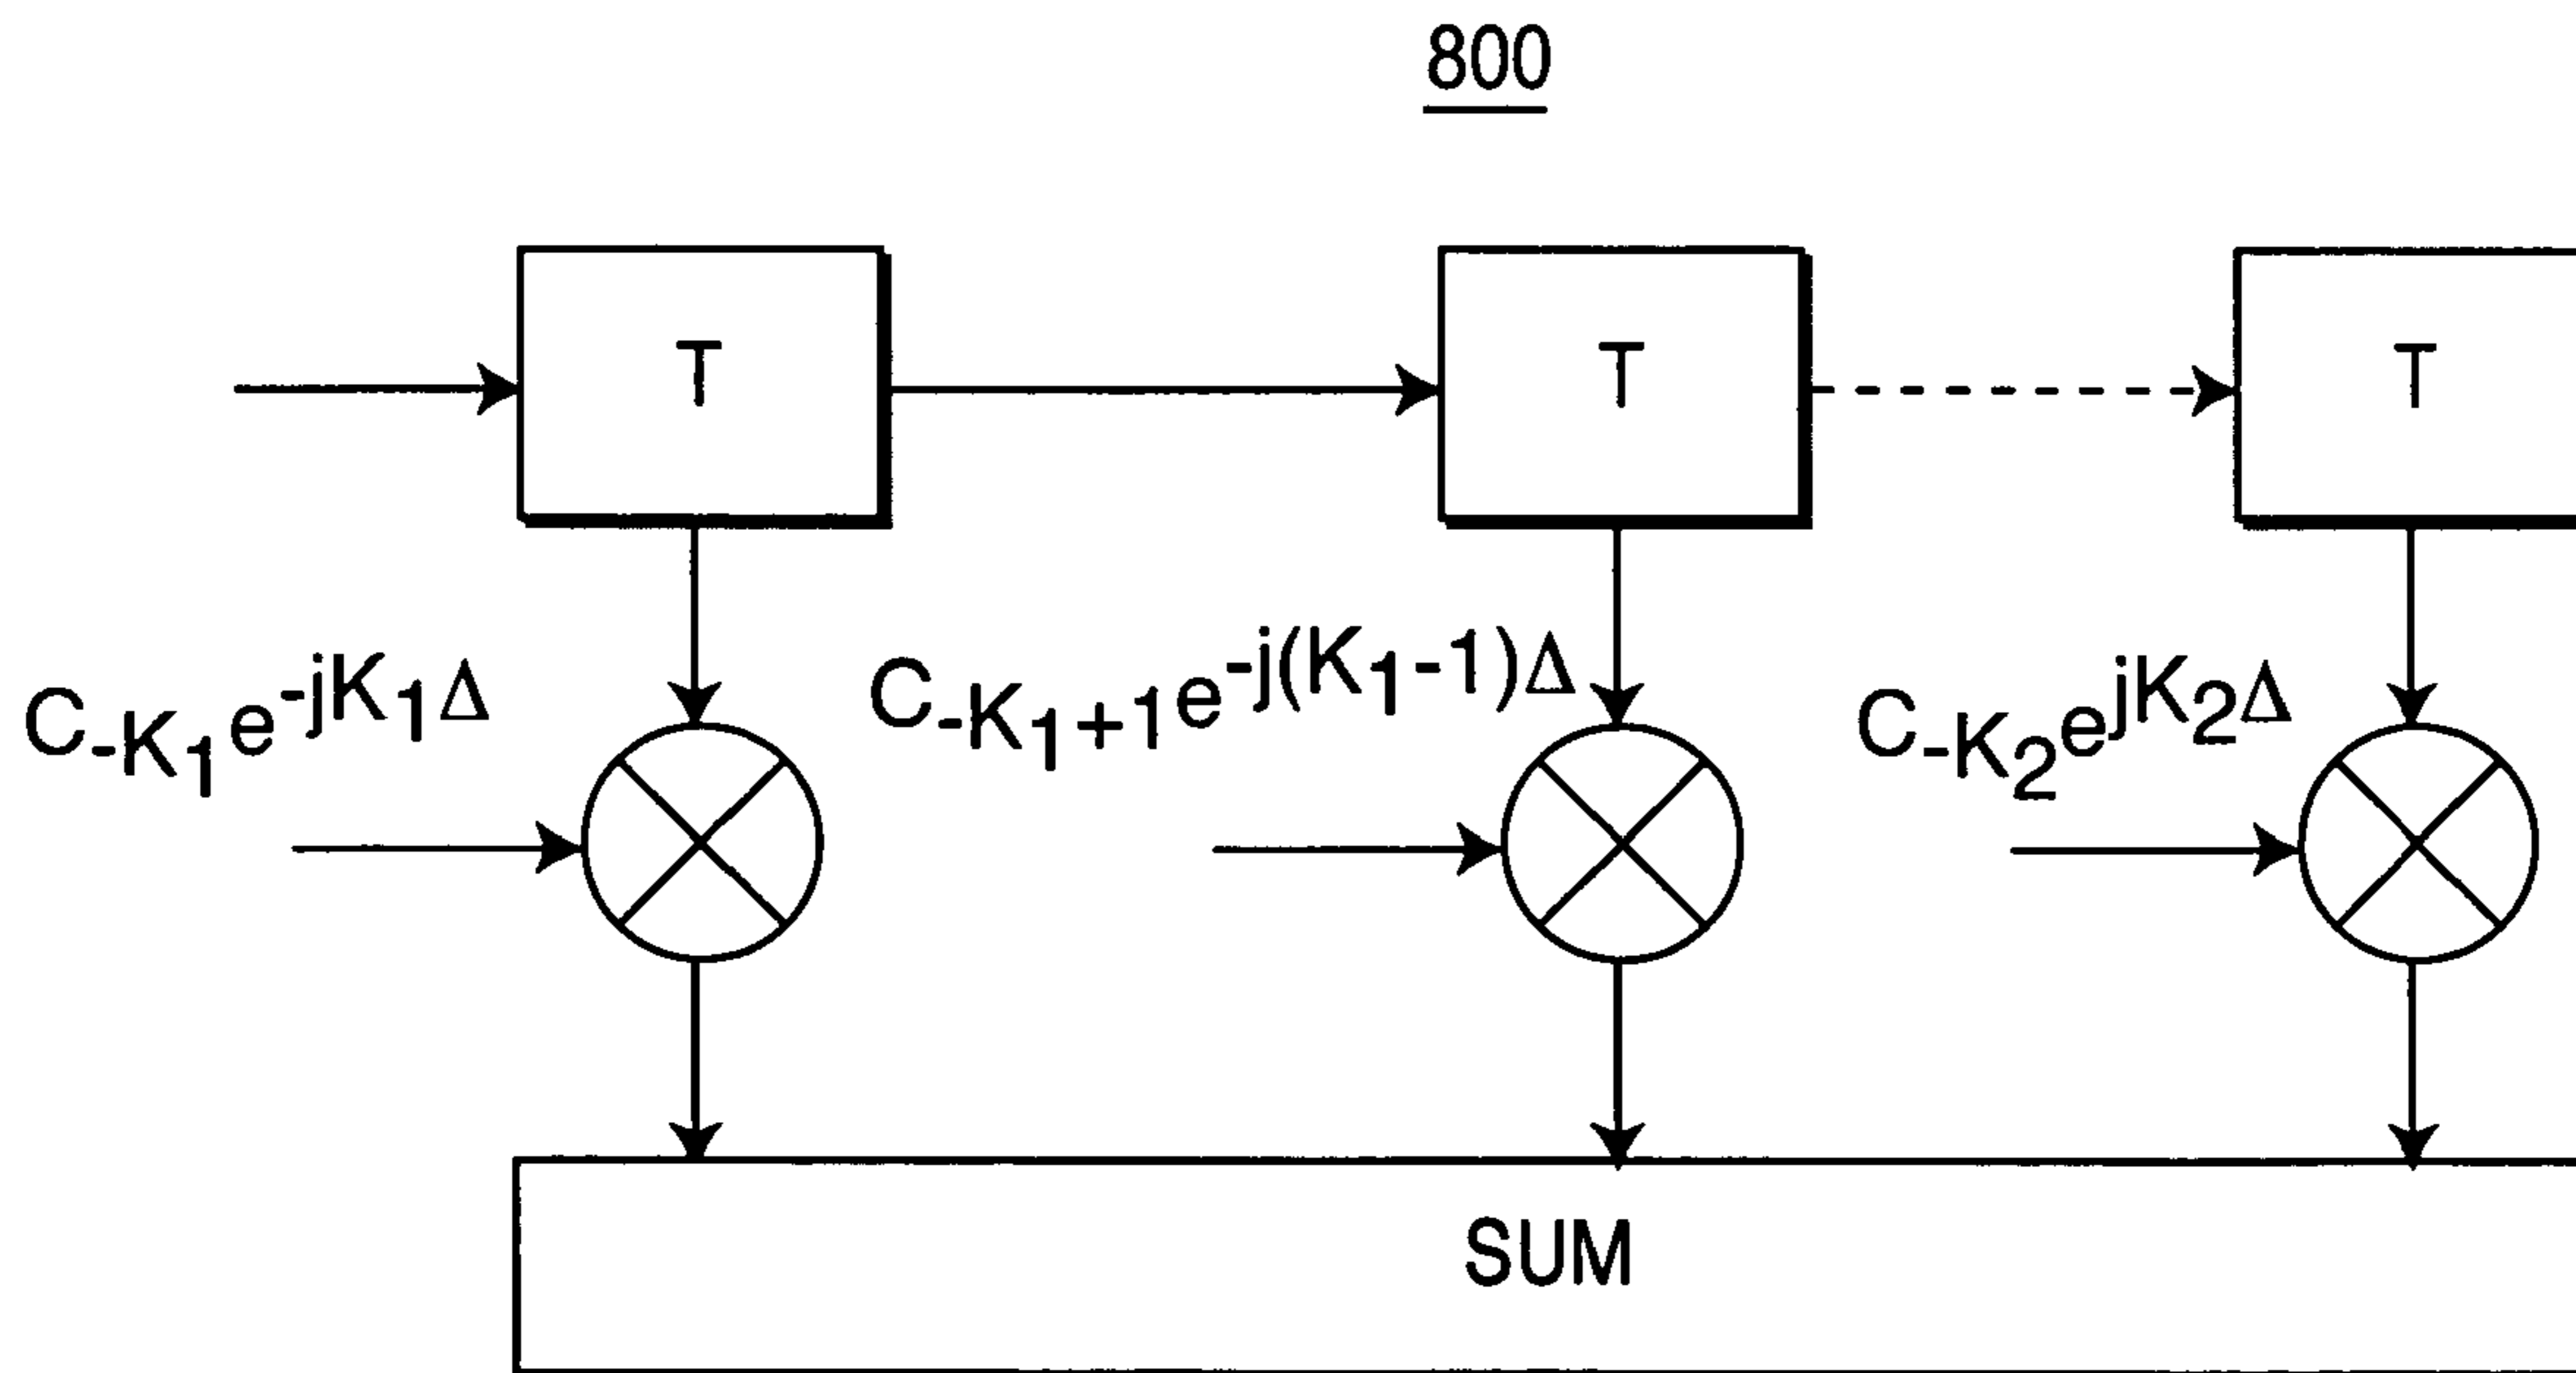 800
T
T
T
C₋K₁e⁻ʲᴷ₁Δ
C₋K₁₊₁e⁻ʲ⁽ᴷ₁⁻¹⁾Δ
C₋K₂eʲᴷ₂Δ
SUM